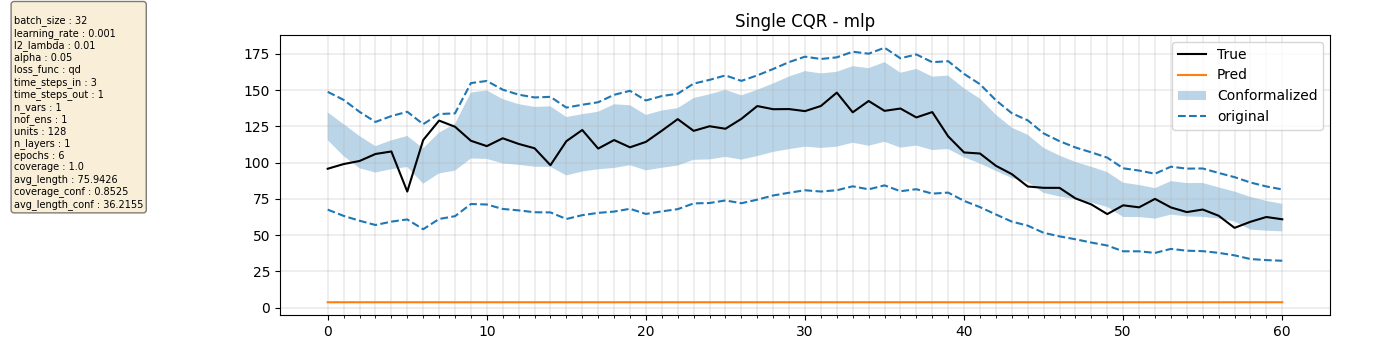 batch_size : 32
learning_rate : 0.001
l2_lambda : 0.01
alpha : 0.05
loss_func : qd
time_steps_in : 3
time_steps_out : 1
n_vars : 1
nof_ens : 1
units : 128
n_layers : 1
epochs : 6
coverage : 1.0
avg_length : 75.9426
coverage_conf : 0.8525
avg_length_conf : 36.2155
Single CQR - mlp
True
Pred
Conformalized
original
175
150
125
100
75
50
25
0
0 10 20 30 40 50 60